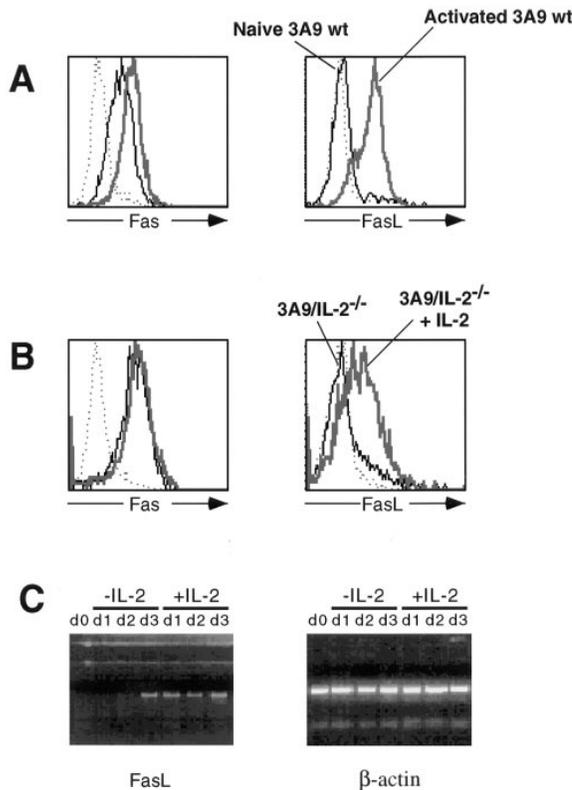 Naive 3A9 wt
Activated 3A9 wt
A
Fas
FasL
3A9/IL-2-/-
3A9/IL-2-/-
+ IL-2
B
Fas
FasL
C
-IL-2 +IL-2
d0 d1 d2 d3 d1 d2 d3
-IL-2 +IL-2
d0 d1 d2 d3 d1 d2 d3
FasL
β-actin